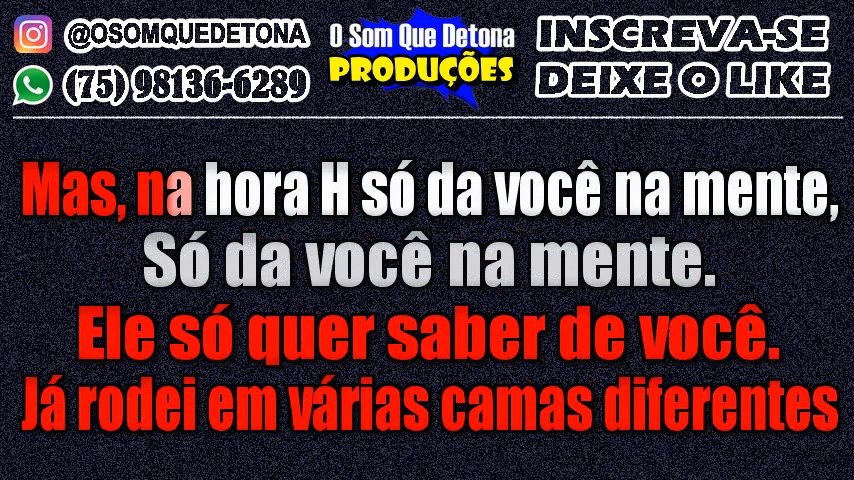 @OSOMQUEDETONA
(75) 98136-6289
O Som Que Detona
PRODUÇÕES
INSCREVA-SE
DEIXE O LIKE
Mas, na hora H só da você na mente,
Só da você na mente.
Ele só quer saber de você.
Já rodei em várias camas diferentes